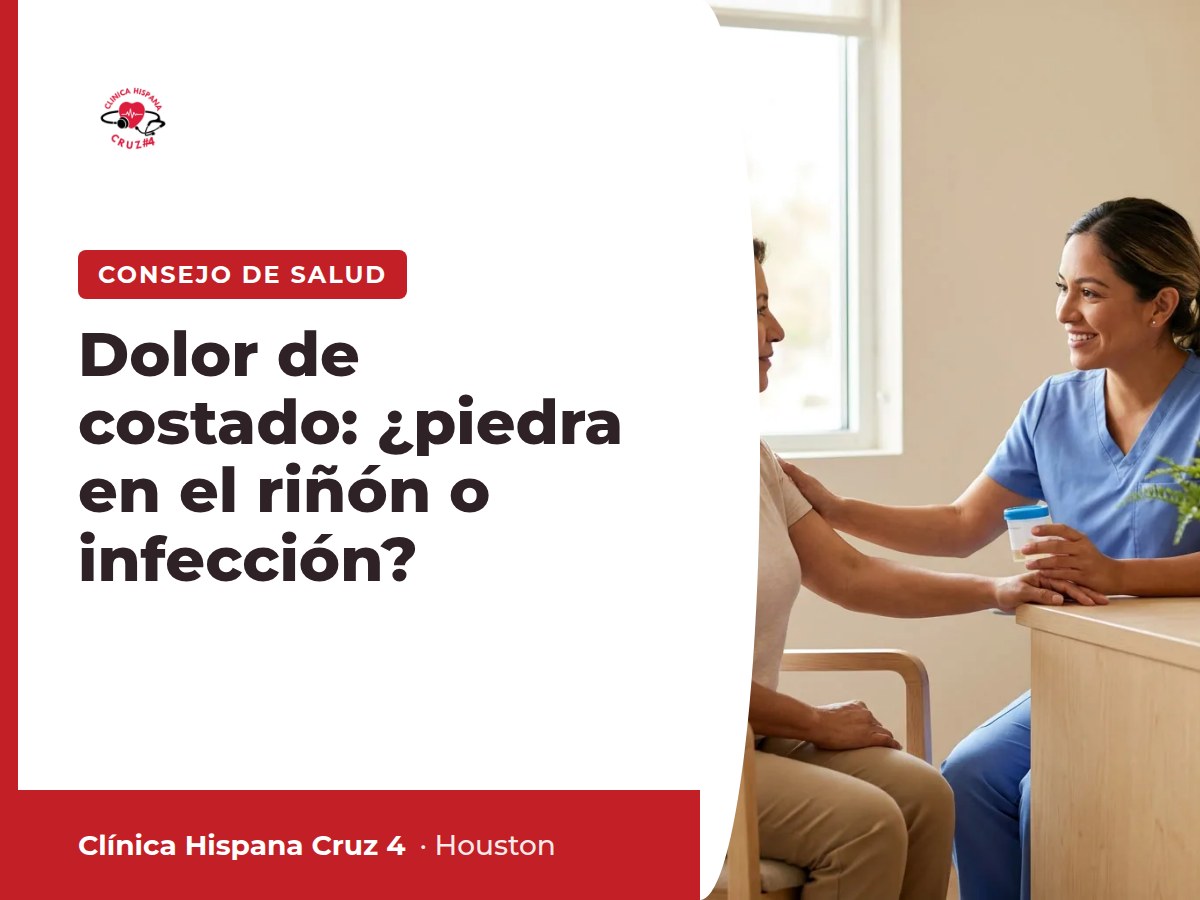 CLINICA HISPANA
CRUZ#4
CONSEJO DE SALUD
Dolor de
costado: ¿piedra
en el riñón o
infección?
Clínica Hispana Cruz 4 · Houston